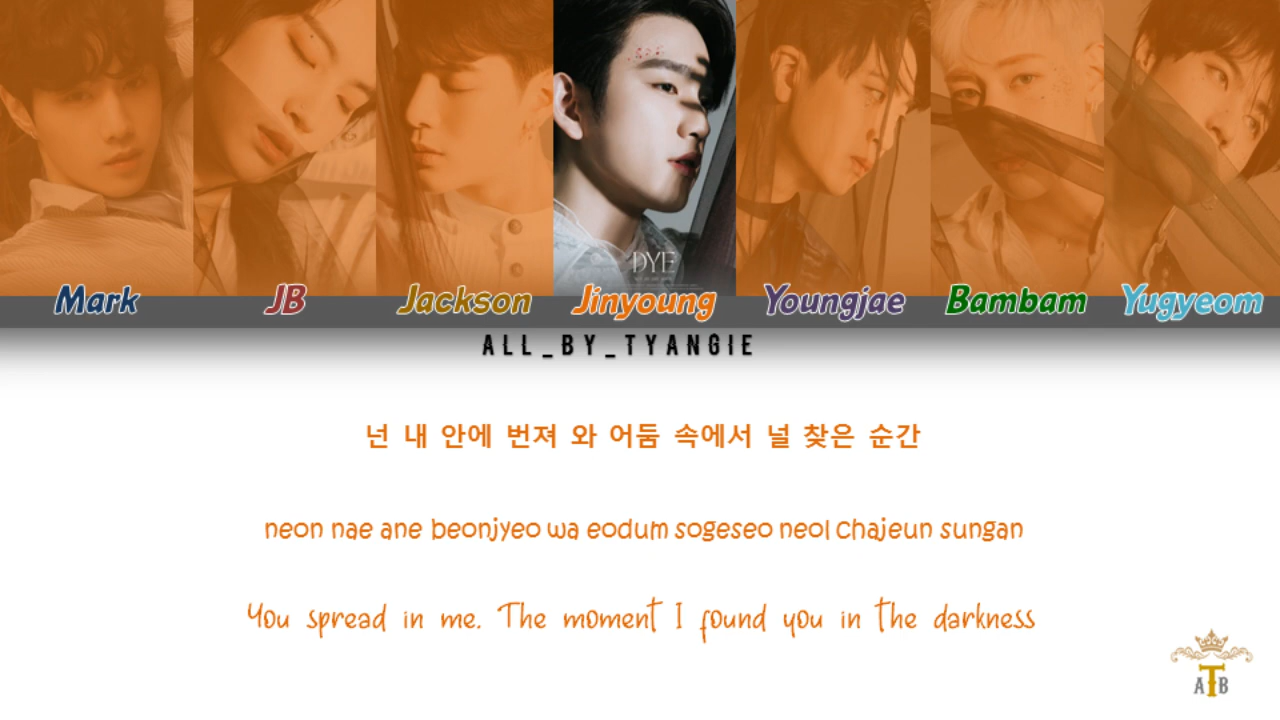 DYE
Mark JB Jackson Jinyoung Youngjae Bambam Yugyeom
ALL_BY_TYANGIE
넌 내 안에 번져 와 어둠 속에서 널 찾은 순간
neon nae ane beonjyeo wa eodum sogeseo neol chajeun sungan
You spread in me. The moment I found you in the darkness
ATB